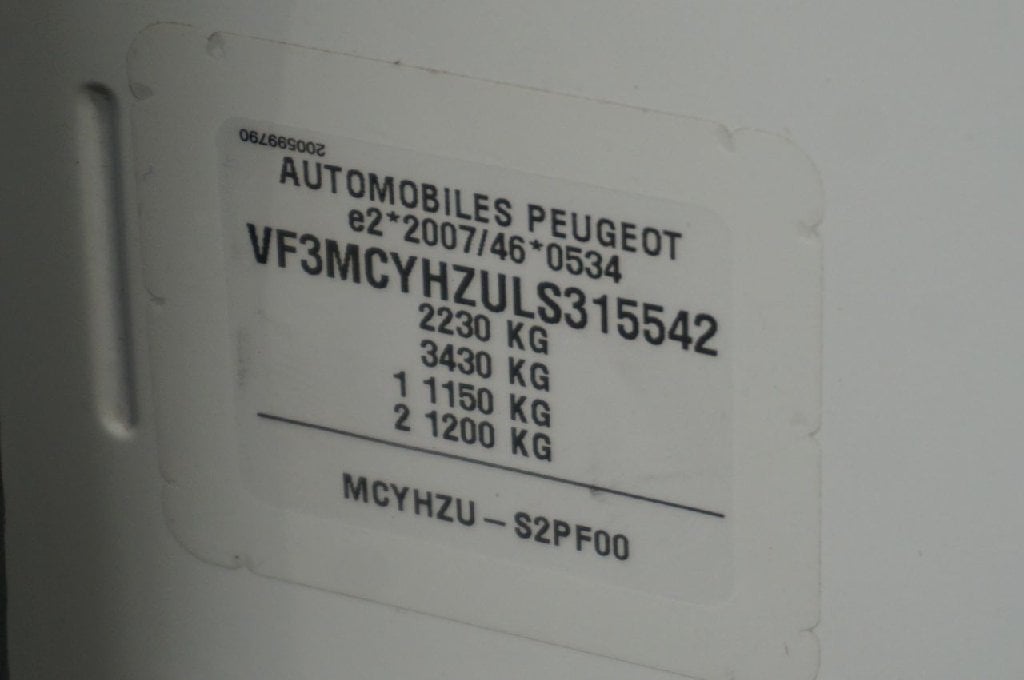 200599790
AUTOMOBILES PEUGEOT
e2*2007/46*0534
VF3MCYHZULS315542
2230 KG
3430 KG
1 1150 KG
2 1200 KG
MCYHZU – S2PF00